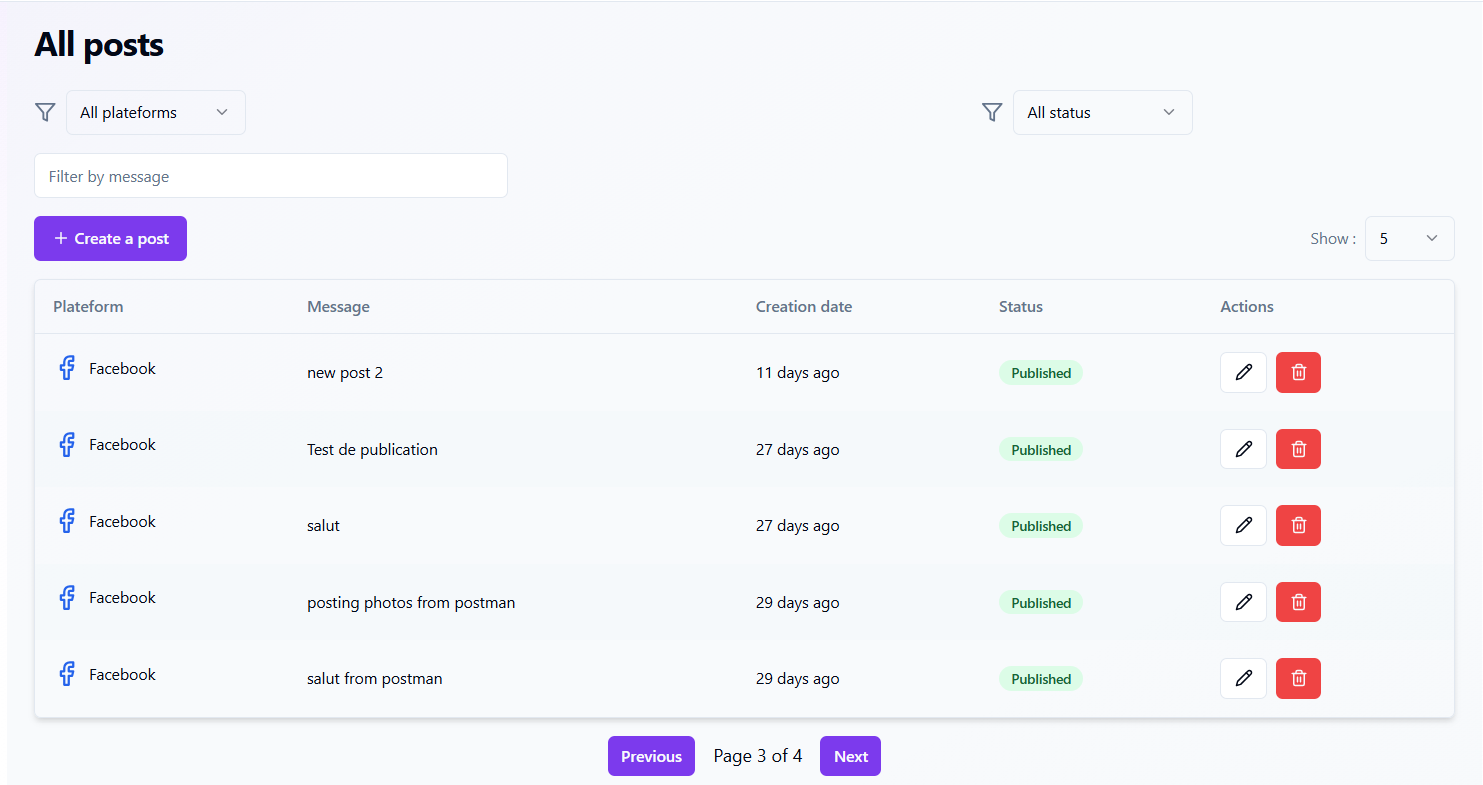 All posts
All plateforms
All status
Filter by message
+ Create a post
Show : 5
Plateform Message Creation date Status Actions
Facebook new post 2 11 days ago Published
Facebook Test de publication 27 days ago Published
Facebook salut 27 days ago Published
Facebook posting photos from postman 29 days ago Published
Facebook salut from postman 29 days ago Published
Previous Page 3 of 4 Next